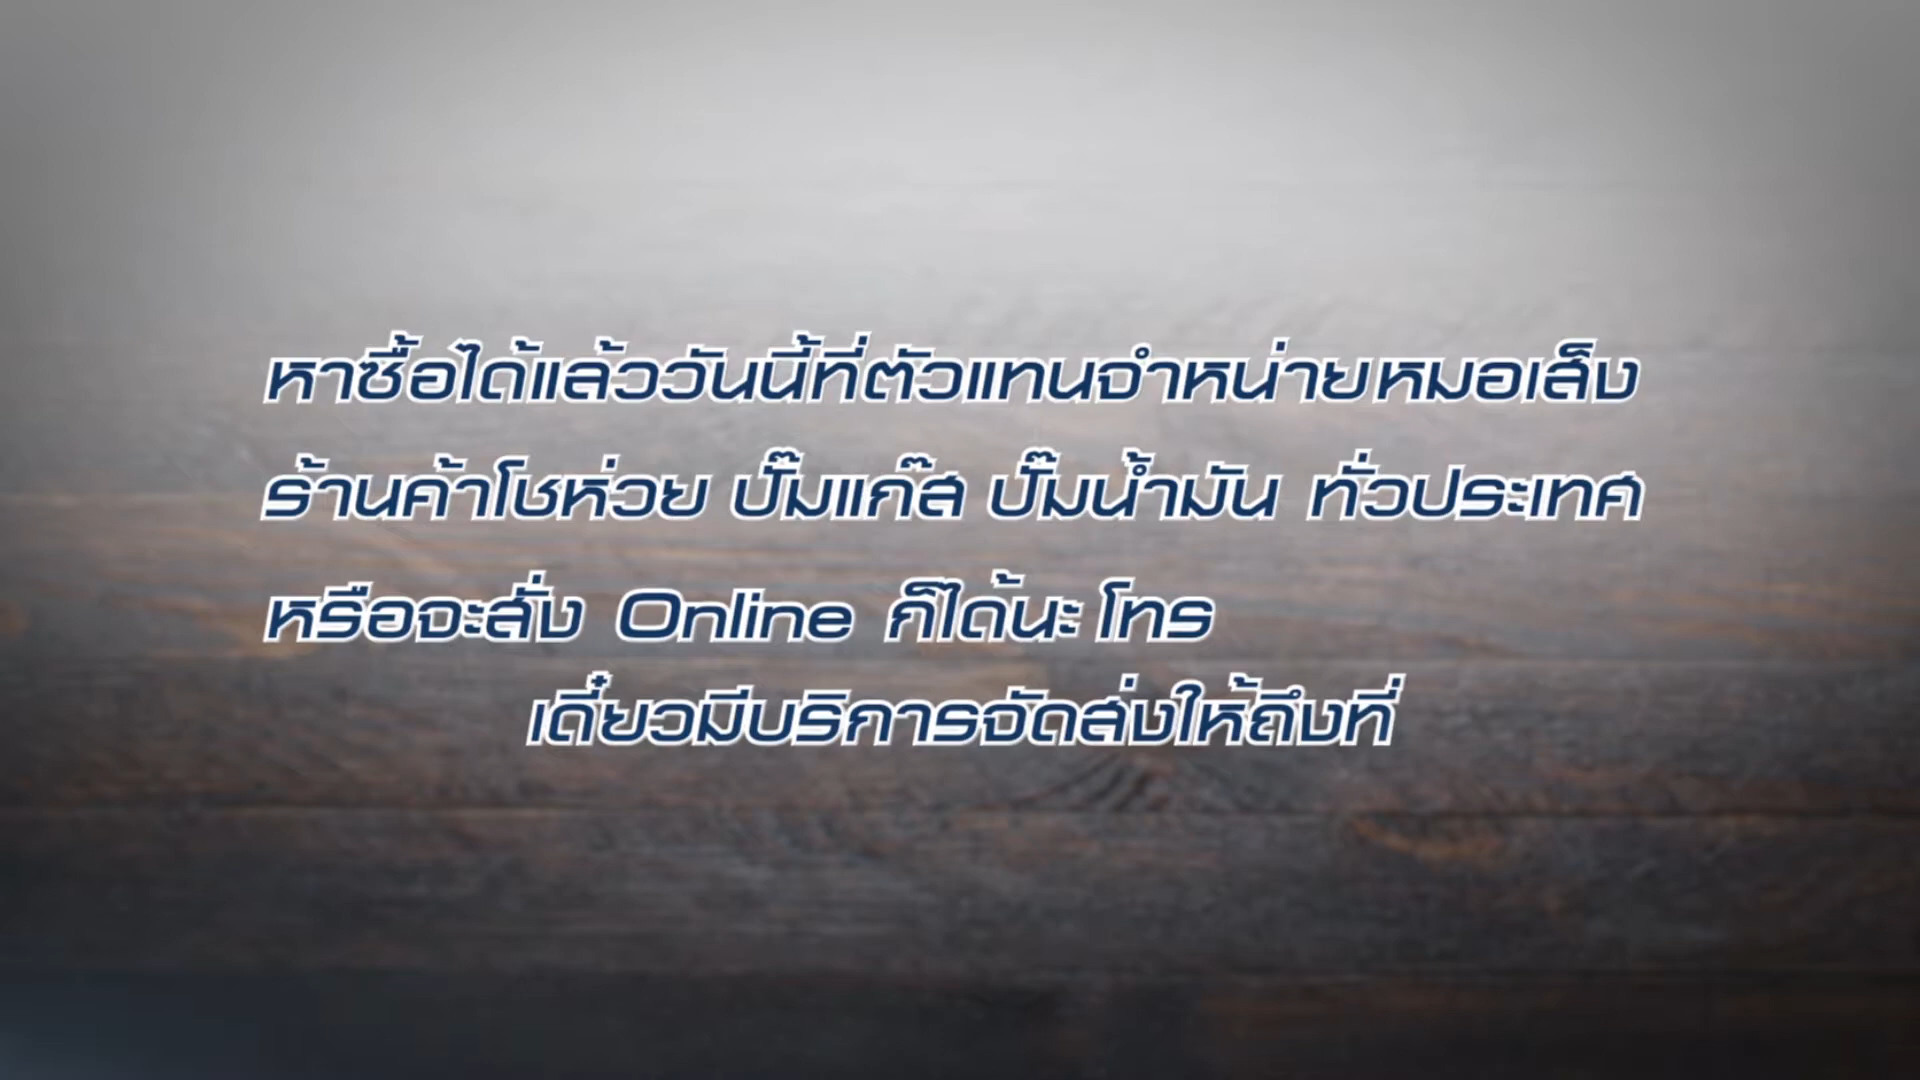 หาซื้อได้แล้ววันนี้ที่ตัวแทนจำหน่ายหมอเส็ง
ร้านค้าโชห่วย ปั๊มแก๊ส ปั๊มน้ำมัน ทั่วประเทศ
หรือจะสั่ง Online ก็ได้นะ โทร
เดี๋ยวมีบริการจัดส่งให้ถึงที่